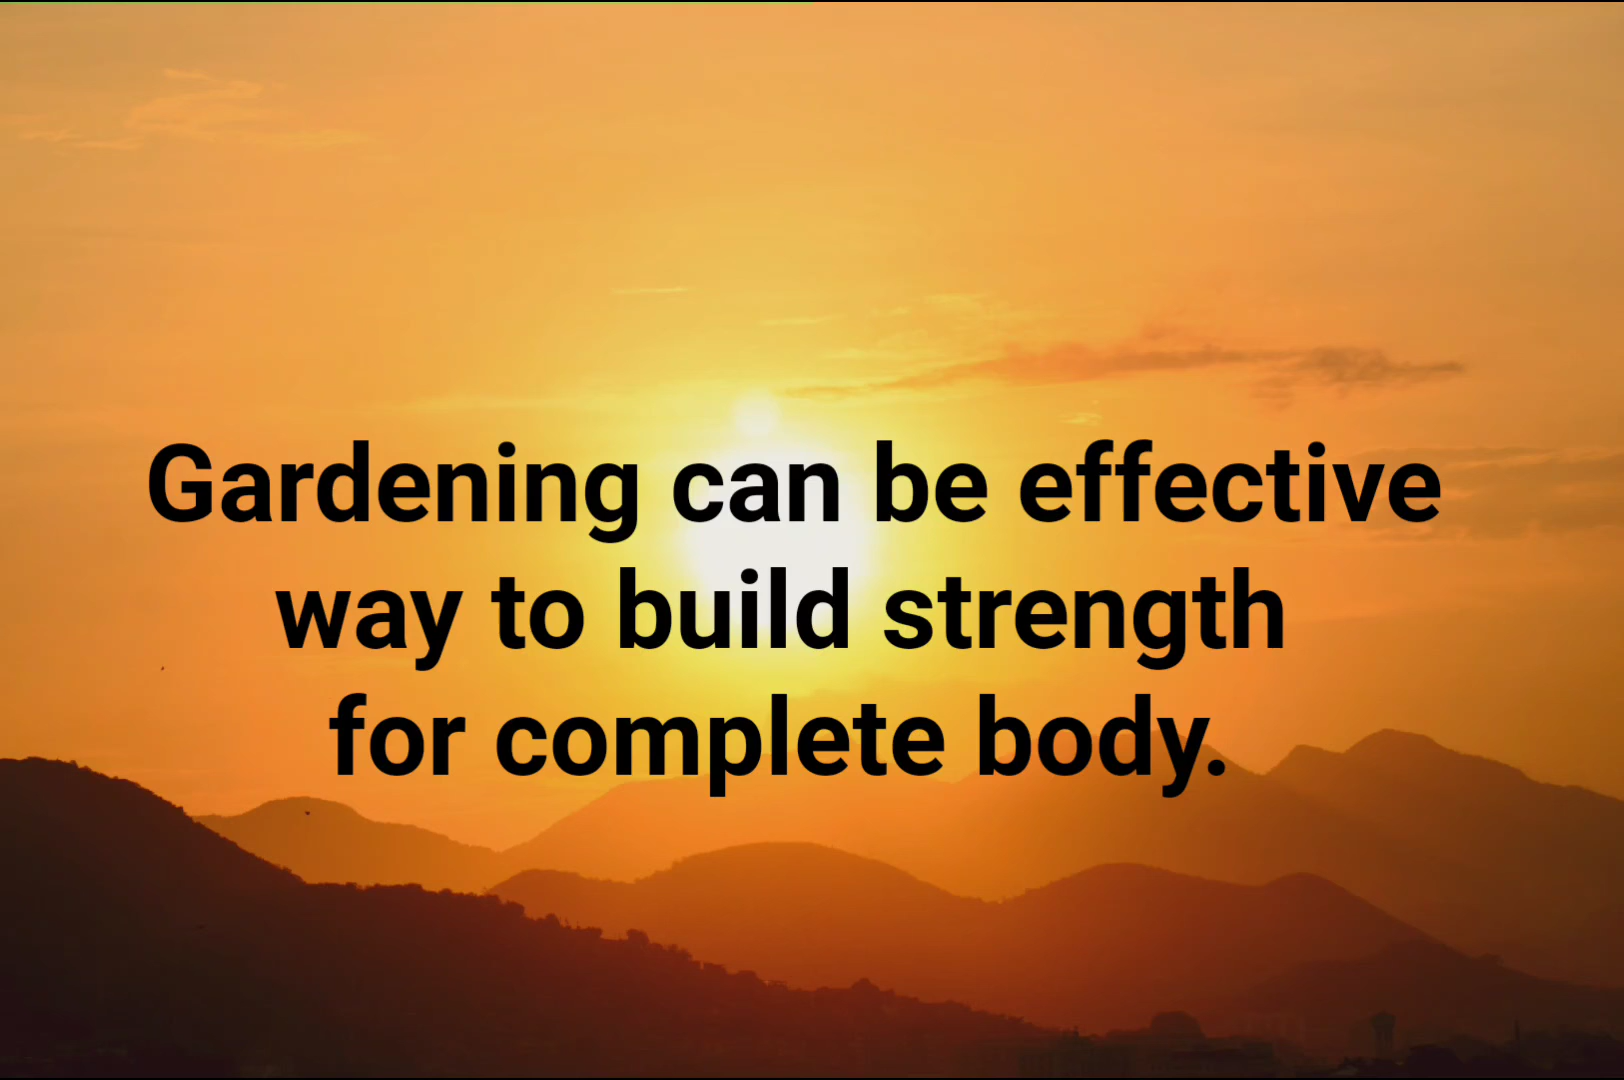 Gardening can be effective
way to build strength
for complete body.